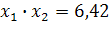 x₁ · x₂ = 6,42